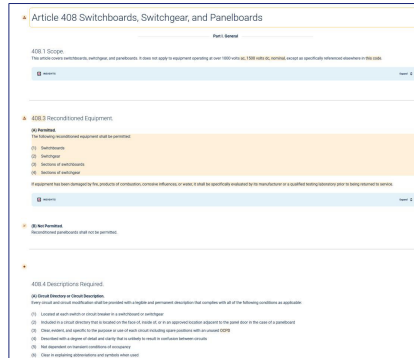 Article 408 Switchboards, Switchgear, and Panelboards
Part I. General
408.1 Scope.
This article covers switchboards, switchgear, and panelboards. It does not apply to equipment operating at over 1000 volts ac, 1500 volts dc, nominal, except as specifically referenced elsewhere in this code.
INSIGHTS
Expand
408.3 Reconditioned Equipment.
(A) Permitted.
The following reconditioned equipment shall be permitted:
(1) Switchboards
(2) Switchgear
(3) Sections of switchboards
(4) Sections of switchgear
If equipment has been damaged by fire, products of combustion, corrosive influences, or water, it shall be specifically evaluated by its manufacturer or a qualified testing laboratory prior to being returned to service.
INSIGHTS
Expand
(B) Not Permitted.
Reconditioned panelboards shall not be permitted.
408.4 Descriptions Required.
(A) Circuit Directory or Circuit Description.
Every circuit and circuit modification shall be provided with a legible and permanent description that complies with all of the following conditions as applicable:
(1) Located at each switch or circuit breaker in a switchboard or switchgear
(2) Included in a circuit directory that is located on the face of, inside of, or in an approved location adjacent to the panel door in the case of a panelboard
(3) Clear, evident, and specific to the purpose or use of each circuit including spare positions with an unused OCPD
(4) Described with a degree of detail and clarity that is unlikely to result in confusion between circuits
(5) Not dependent on transient conditions of occupancy
(6) Clear in explaining abbreviations and symbols when used